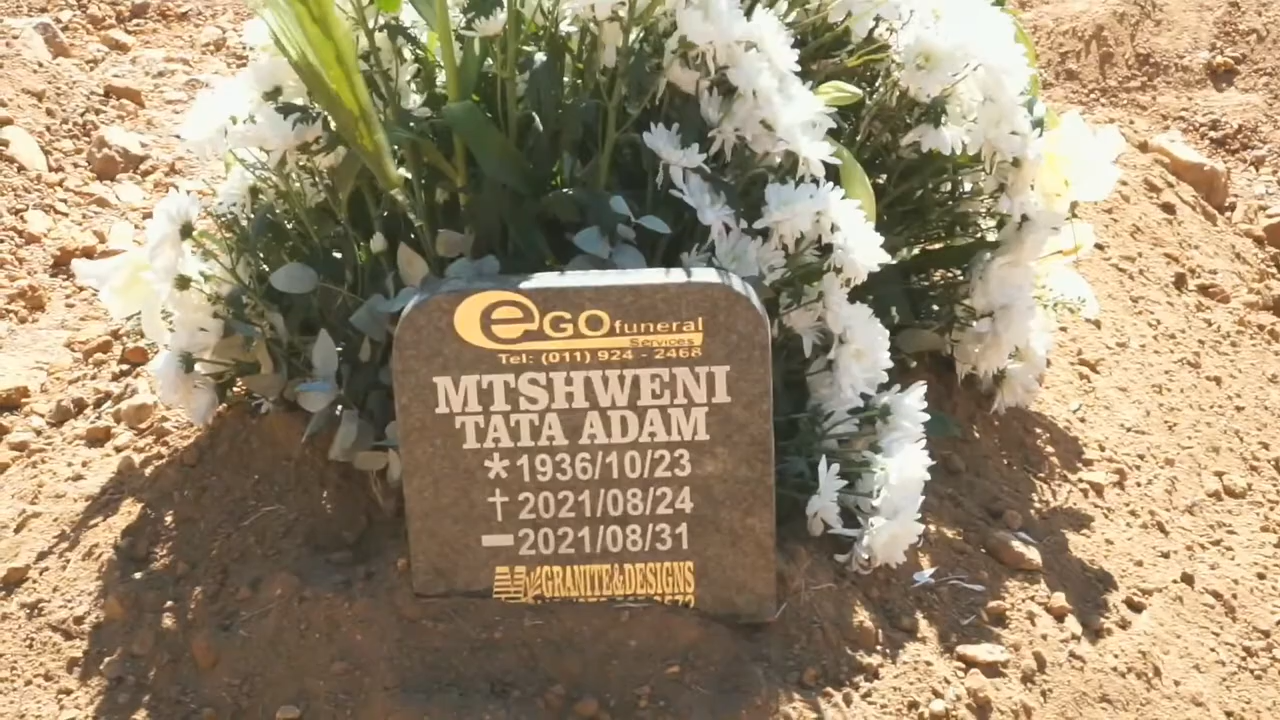 eGO funeral
Services
Tel: (011) 924 - 2468
MTSHWENI
TATA ADAM
*1936/10/23
†2021/08/24
-2021/08/31
GRANITE&DESIGNS